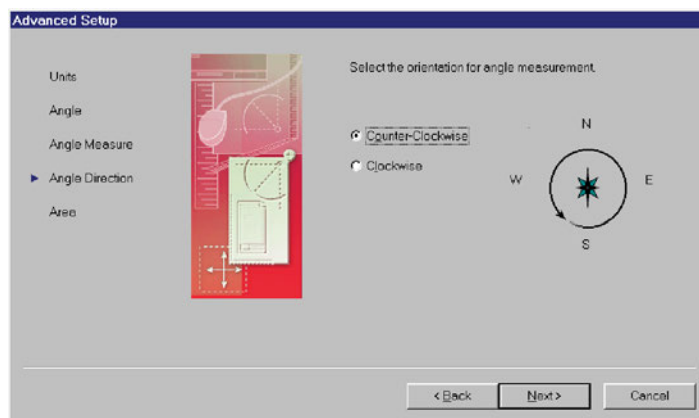 Advanced Setup
Units
Angle
Angle Measure
Angle Direction
Area
Select the orientation for angle measurement.
Counter-Clockwise
Clockwise
N
W
E
S
< Back
Next >
Cancel